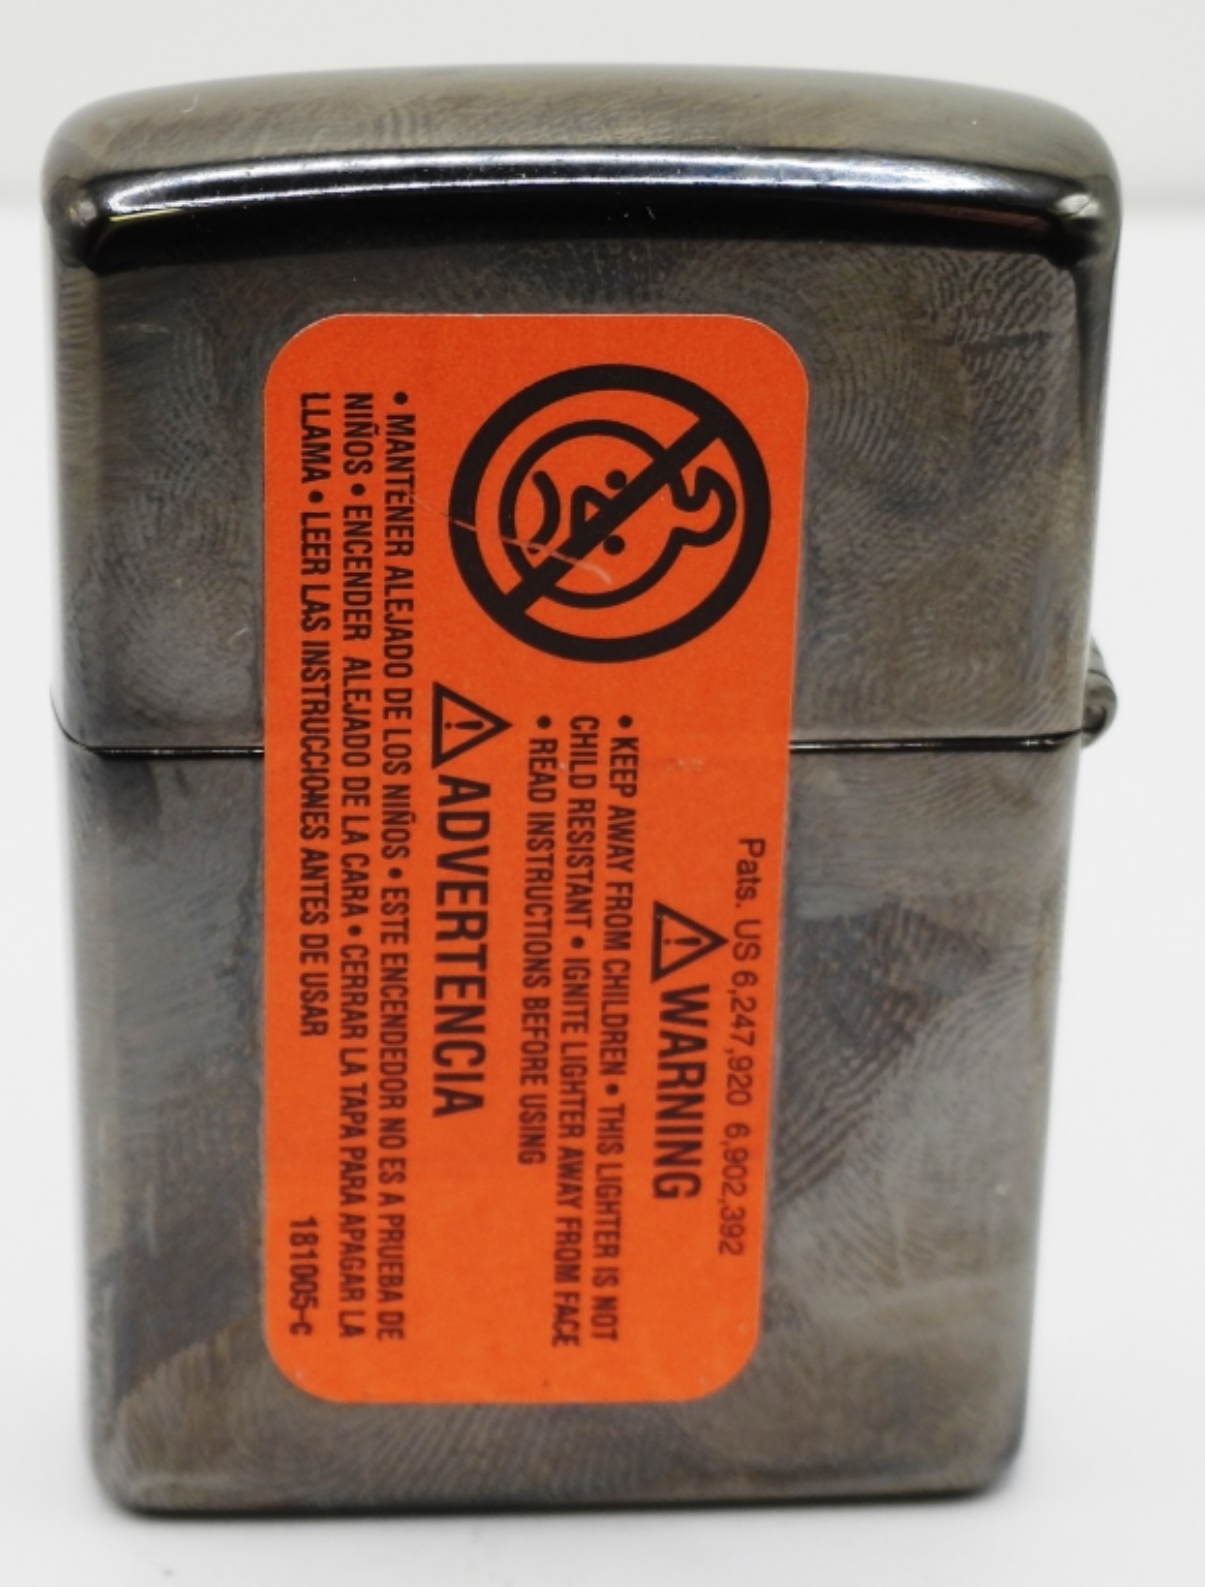 Pats. US 6,247,920 6,902,392
WARNING
• KEEP AWAY FROM CHILDREN • THIS LIGHTER IS NOT
CHILD RESISTANT • IGNITE LIGHTER AWAY FROM FACE
• READ INSTRUCTIONS BEFORE USING
ADVERTENCIA
• MANTENER ALEJADO DE LOS NIÑOS • ESTE ENCENDEDOR NO ES A PRUEBA DE
NIÑOS • ENCENDER ALEJADO DE LA CARA • CERRAR LA TAPA PARA APAGAR LA
LLAMA • LEER LAS INSTRUCCIONES ANTES DE USAR
181005-c